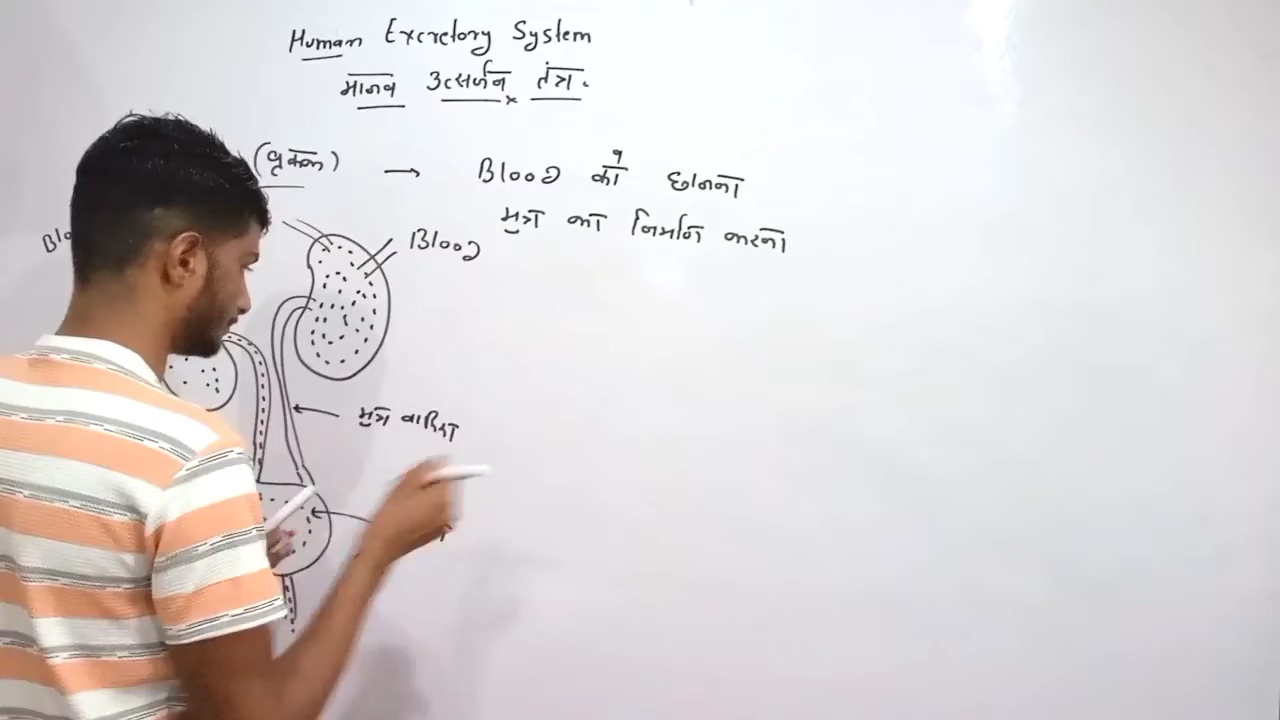 Human Excretory System
मानव उत्सर्जन तंत्र
(वृक्क) → Blood को छानना
मुत्र का निर्माण करना
Blood
मुत्र वाहिका